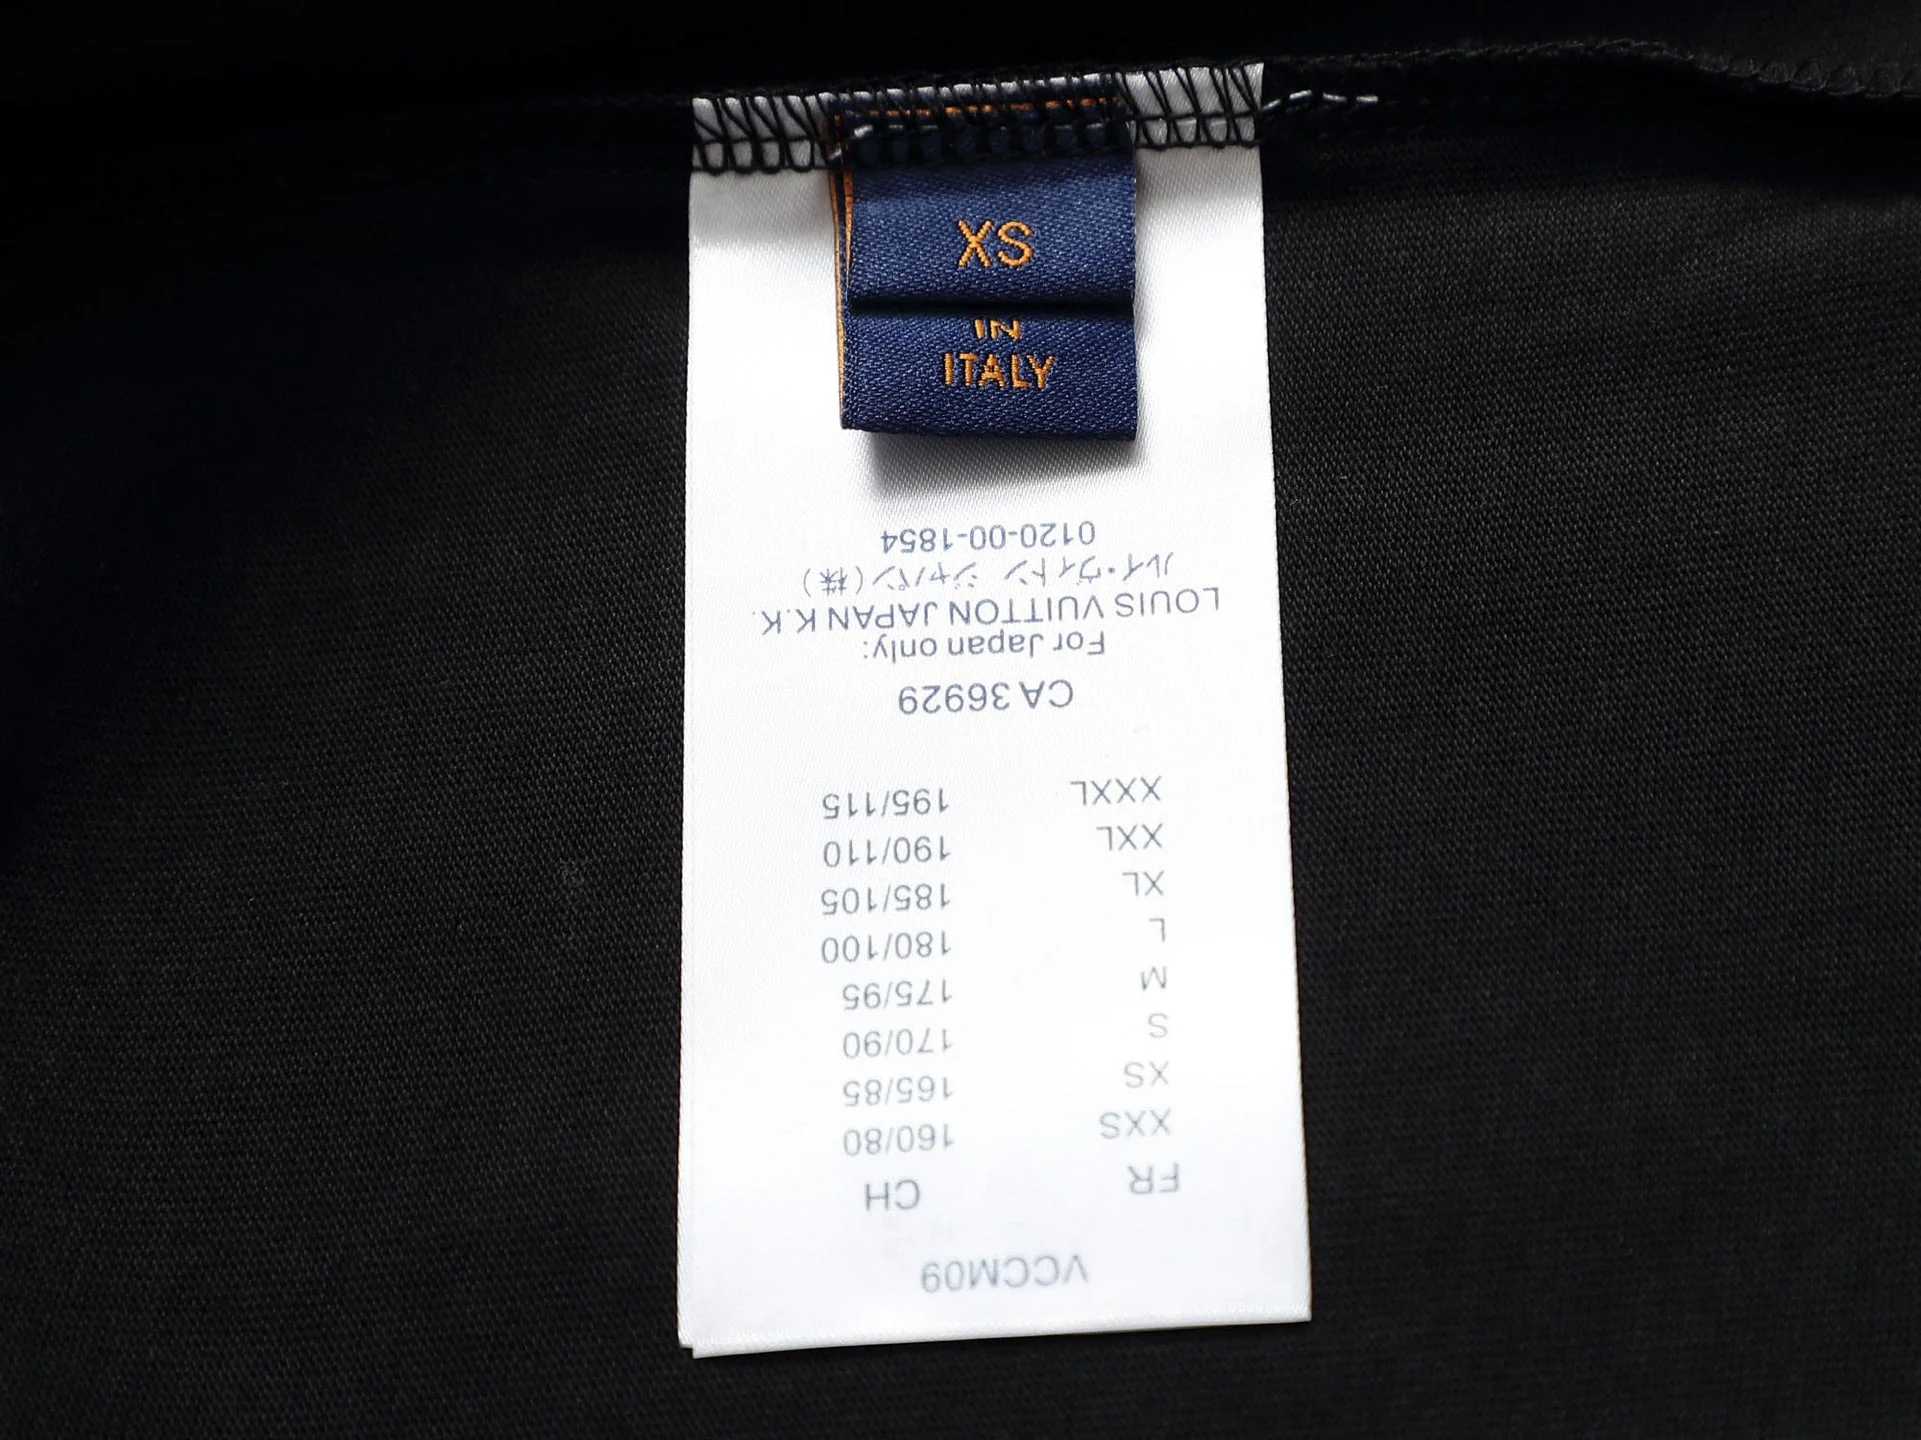 XS
IN
ITALY
VCCM09
FR CH
XXS 160/80
XS 165/85
S 170/90
M 175/95
L 180/100
XL 185/105
XXL 190/110
XXXL 195/115
CA 36929
For Japan only:
LOUIS VUITTON JAPAN K.K.
ルイ・ヴィトン ジャパン(株)
0120-00-1854